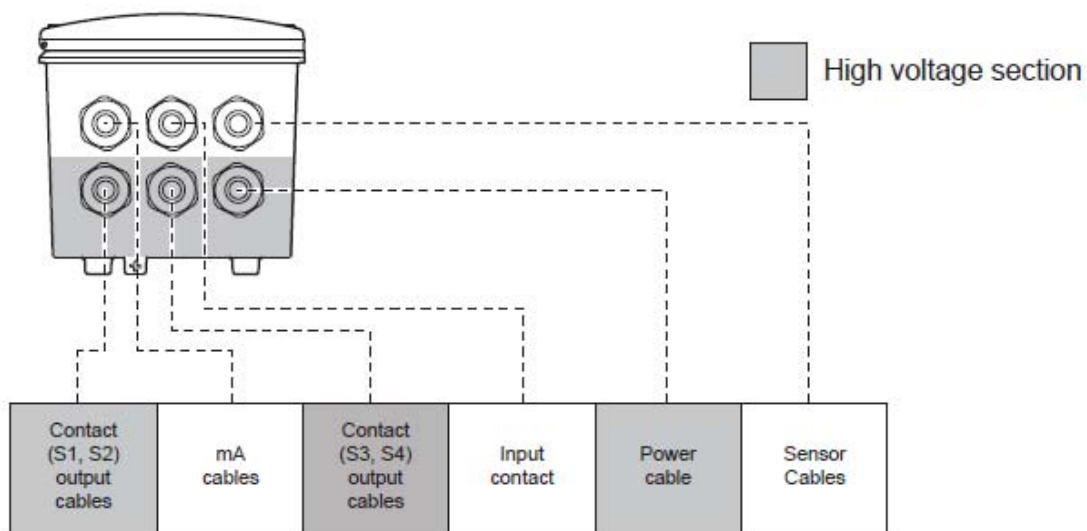 High voltage section
Contact
(S1, S2)
output
cables
mA
cables
Contact
(S3, S4)
output
cables
Input
contact
Power
cable
Sensor
Cables